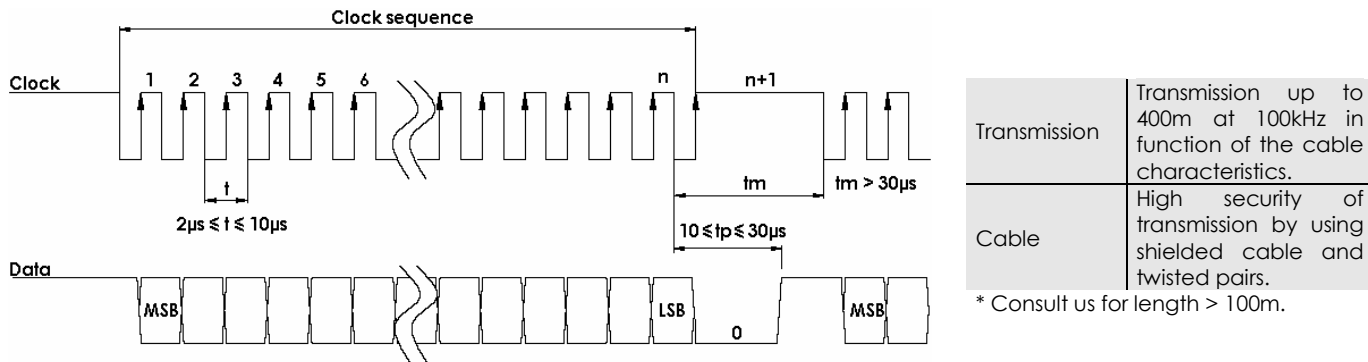 Clock sequence
Clock
1 2 3 4 5 6 n n+1
t
2µs ≤ t ≤ 10µs
tm
tm > 30µs
10 ≤ tp ≤ 30µs
Data
MSB LSB 0 MSB
Transmission
Transmission up to
400m at 100kHz in
function of the cable
characteristics.
Cable
High security of
transmission by using
shielded cable and
twisted pairs.
* Consult us for length > 100m.